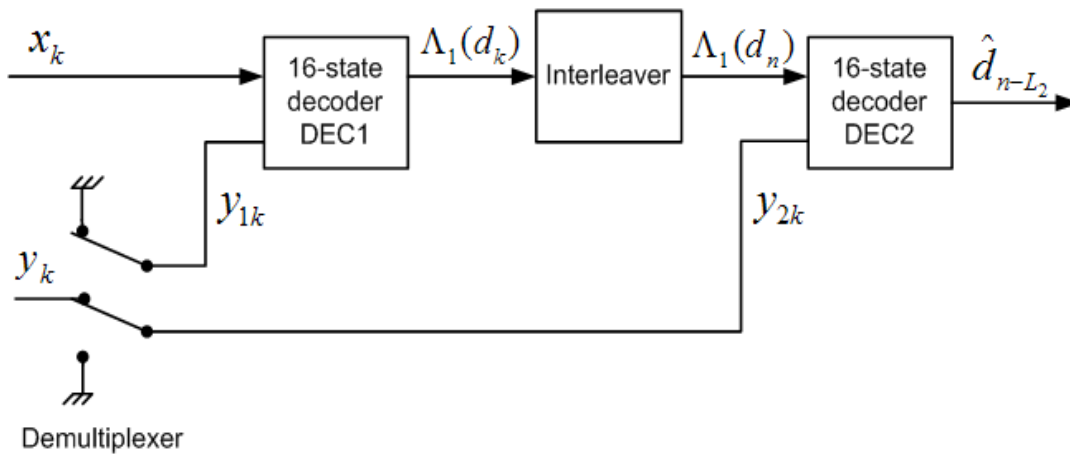 x_k
16-state
decoder
DEC1
Λ_1(d_k)
Interleaver
Λ_1(d_n)
16-state
decoder
DEC2
d̂_{n-L_2}
y_{1k}
y_{2k}
y_k
Demultiplexer